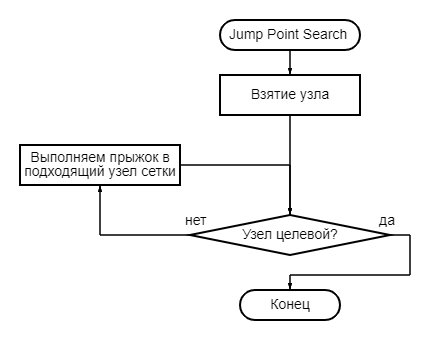 Jump Point Search
Взятие узла
Выполняем прыжок в
подходящий узел сетки
нет
да
Узел целевой?
Конец